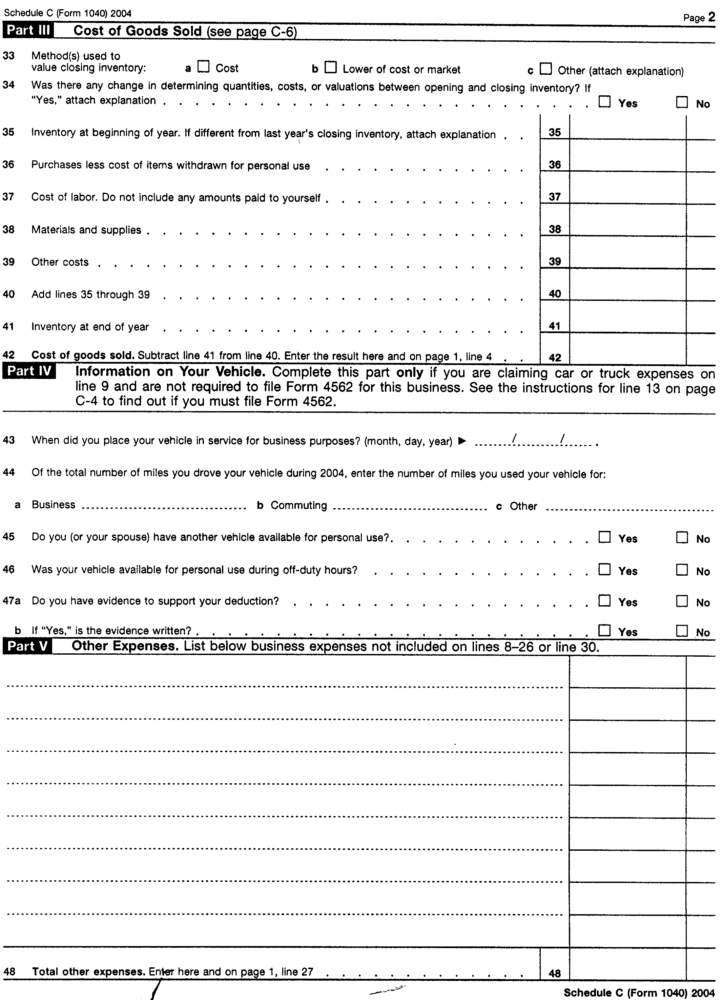 Schedule C (Form 1040) 2004
Page 2
Part III Cost of Goods Sold (see page C-6)
33 Method(s) used to
value closing inventory: a ☐ Cost b ☐ Lower of cost or market c ☐ Other (attach explanation)
34 Was there any change in determining quantities, costs, or valuations between opening and closing inventory? If
"Yes," attach explanation . . . . . . . . . . ☐ Yes ☐ No
35 Inventory at beginning of year. If different from last year's closing inventory, attach explanation . . 35
36 Purchases less cost of items withdrawn for personal use . . . . . . . . . . 36
37 Cost of labor. Do not include any amounts paid to yourself . . . . . . . . . . 37
38 Materials and supplies . . . . . . . . . . 38
39 Other costs . . . . . . . . . . 39
40 Add lines 35 through 39 . . . . . . . . . . 40
41 Inventory at end of year . . . . . . . . . . 41
42 Cost of goods sold. Subtract line 41 from line 40. Enter the result here and on page 1, line 4 . . 42
Part IV Information on Your Vehicle. Complete this part only if you are claiming car or truck expenses on
line 9 and are not required to file Form 4562 for this business. See the instructions for line 13 on page
C-4 to find out if you must file Form 4562.
43 When did you place your vehicle in service for business purposes? (month, day, year) ▶ ........./........../....... .
44 Of the total number of miles you drove your vehicle during 2004, enter the number of miles you used your vehicle for:
a Business .......... b Commuting .......... c Other ..........
45 Do you (or your spouse) have another vehicle available for personal use?. . . . . . . . . . ☐ Yes ☐ No
46 Was your vehicle available for personal use during off-duty hours? . . . . . . . . . . ☐ Yes ☐ No
47a Do you have evidence to support your deduction? . . . . . . . . . . ☐ Yes ☐ No
b If "Yes," is the evidence written? . . . . . . . . . . ☐ Yes ☐ No
Part V Other Expenses. List below business expenses not included on lines 8–26 or line 30.
48 Total other expenses. Enter here and on page 1, line 27 . . . . . . . . . . 48
Schedule C (Form 1040) 2004